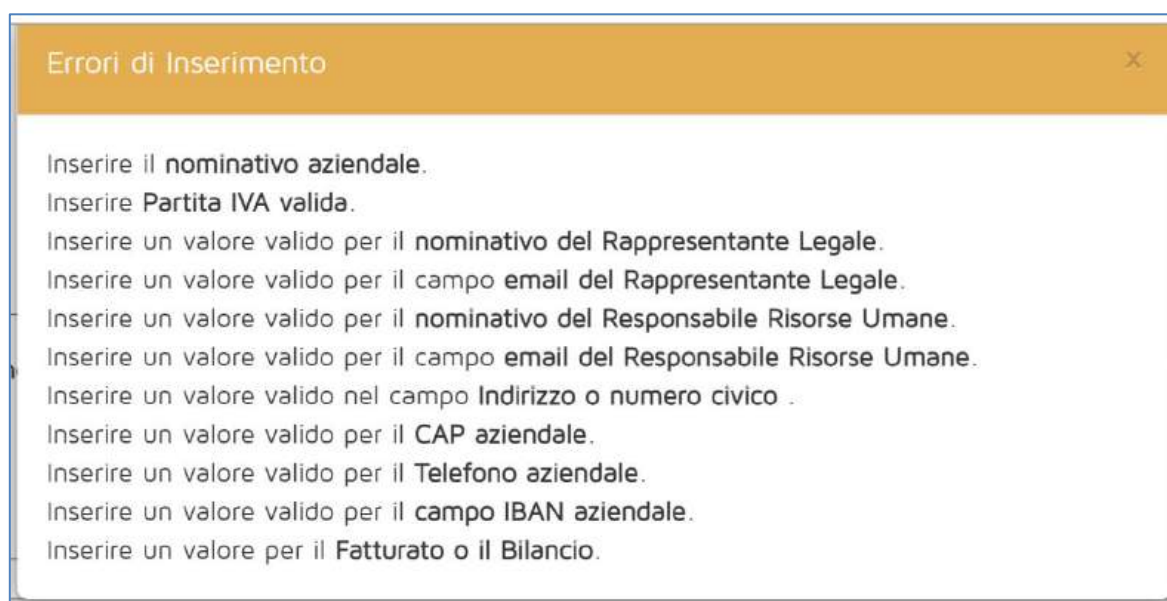 Errori di Inserimento x
Inserire il nominativo aziendale.
Inserire Partita IVA valida.
Inserire un valore valido per il nominativo del Rappresentante Legale.
Inserire un valore valido per il campo email del Rappresentante Legale.
Inserire un valore valido per il nominativo del Responsabile Risorse Umane.
Inserire un valore valido per il campo email del Responsabile Risorse Umane.
Inserire un valore valido nel campo Indirizzo o numero civico .
Inserire un valore valido per il CAP aziendale.
Inserire un valore valido per il Telefono aziendale.
Inserire un valore valido per il campo IBAN aziendale.
Inserire un valore per il Fatturato o il Bilancio.